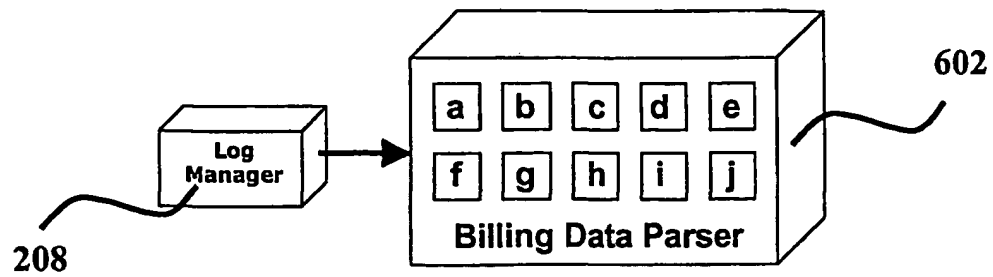 602
a b c d e
Log
Manager
f g h i j
Billing Data Parser
208